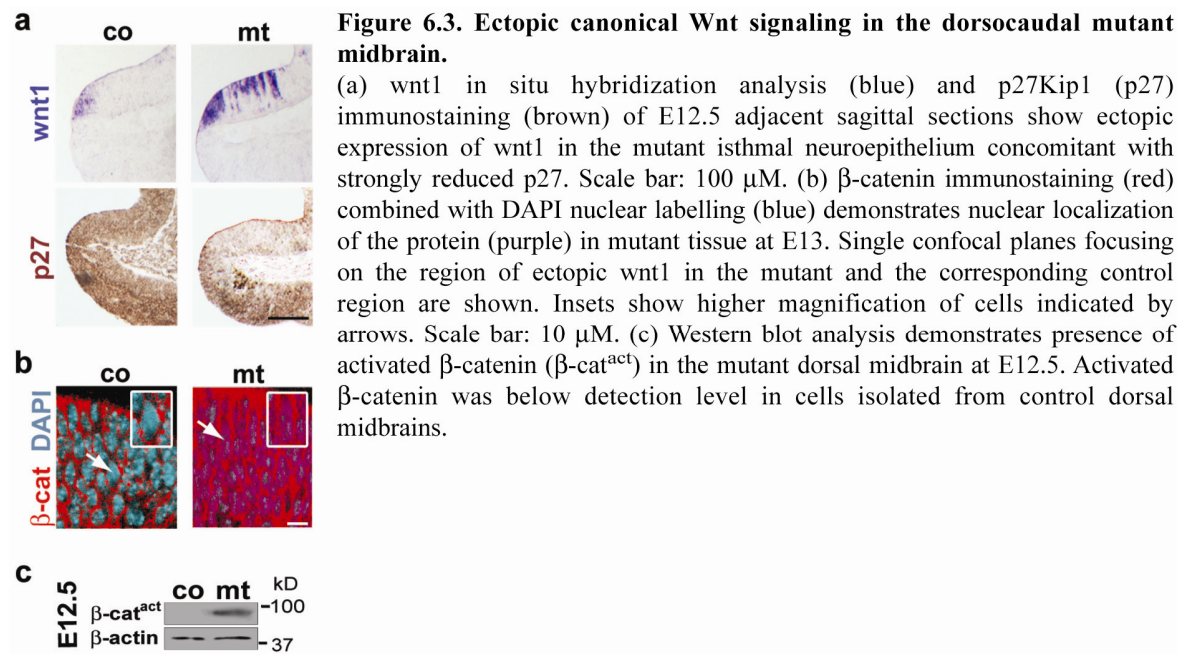 a
co
mt
wnt1
p27
b
co
mt
β-cat DAPI
c
co mt
kD
E12.5
β-cat^act
100
β-actin
37
Figure 6.3. Ectopic canonical Wnt signaling in the dorsocaudal mutant
midbrain.
(a) wnt1 in situ hybridization analysis (blue) and p27Kip1 (p27)
immunostaining (brown) of E12.5 adjacent sagittal sections show ectopic
expression of wnt1 in the mutant isthmal neuroepithelium concomitant with
strongly reduced p27. Scale bar: 100 μM. (b) β-catenin immunostaining (red)
combined with DAPI nuclear labelling (blue) demonstrates nuclear localization
of the protein (purple) in mutant tissue at E13. Single confocal planes focusing
on the region of ectopic wnt1 in the mutant and the corresponding control
region are shown. Insets show higher magnification of cells indicated by
arrows. Scale bar: 10 μM. (c) Western blot analysis demonstrates presence of
activated β-catenin (β-cat^act) in the mutant dorsal midbrain at E12.5. Activated
β-catenin was below detection level in cells isolated from control dorsal
midbrains.